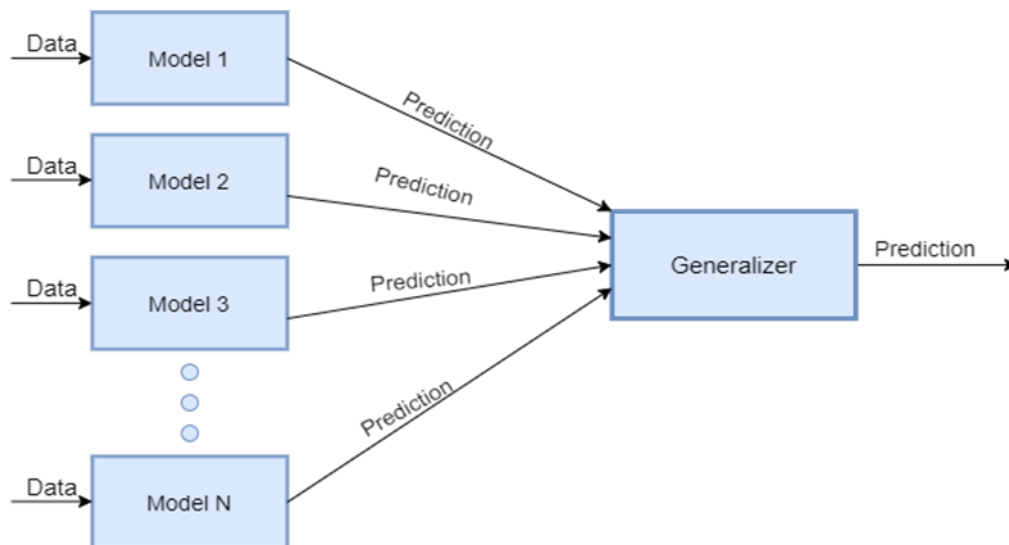 Data
Model 1
Prediction
Data
Model 2
Prediction
Data
Model 3
Prediction
Generalizer
Prediction
Data
Model N
Prediction